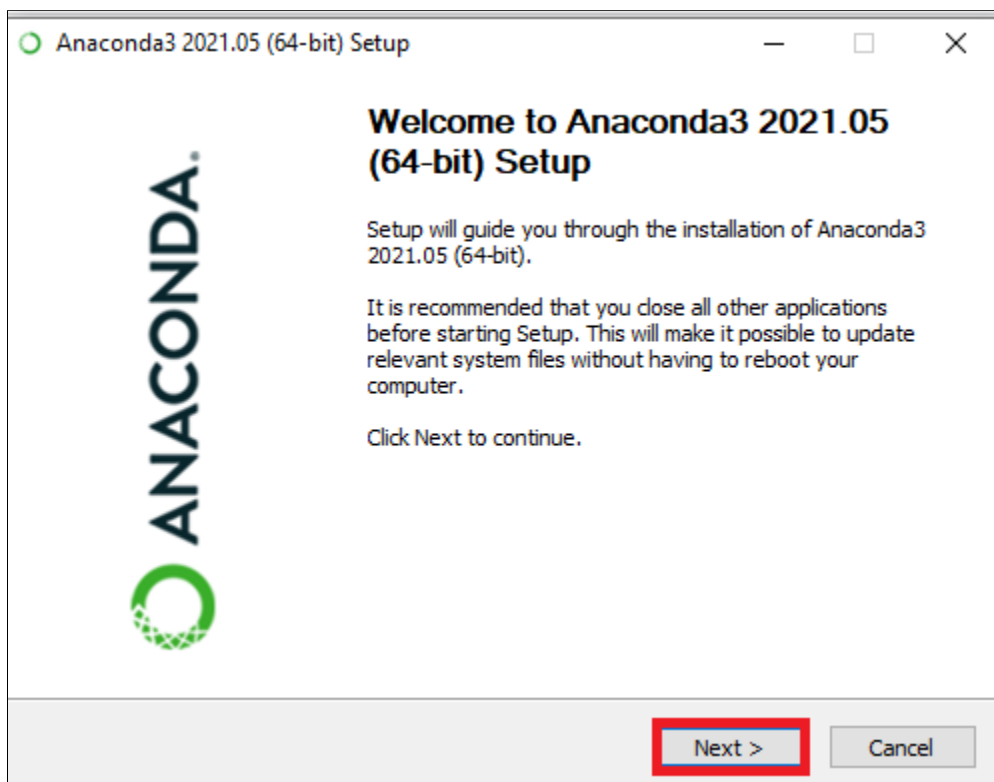 Anaconda3 2021.05 (64-bit) Setup
Welcome to Anaconda3 2021.05
(64-bit) Setup
Setup will guide you through the installation of Anaconda3
2021.05 (64-bit).
It is recommended that you close all other applications
before starting Setup. This will make it possible to update
relevant system files without having to reboot your
computer.
Click Next to continue.
ANACONDA.
Next >
Cancel